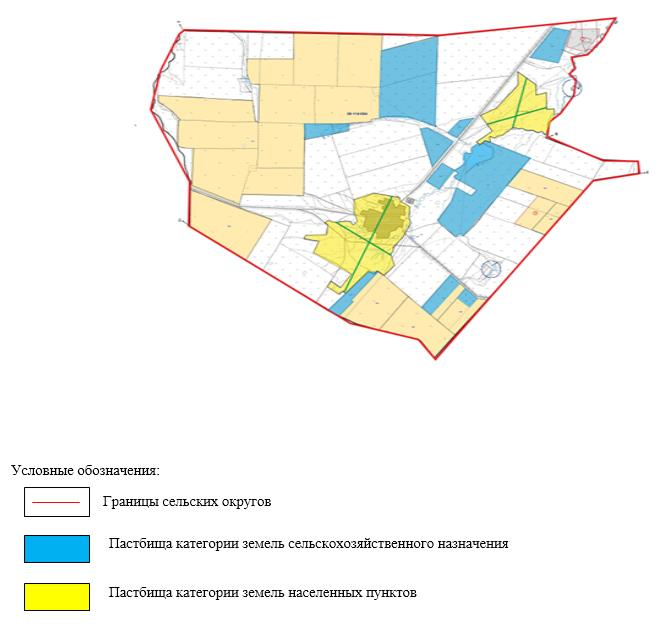 Условные обозначения:
Границы сельских округов
Пастбища категории земель сельскохозяйственного назначения
Пастбища категории земель населенных пунктов